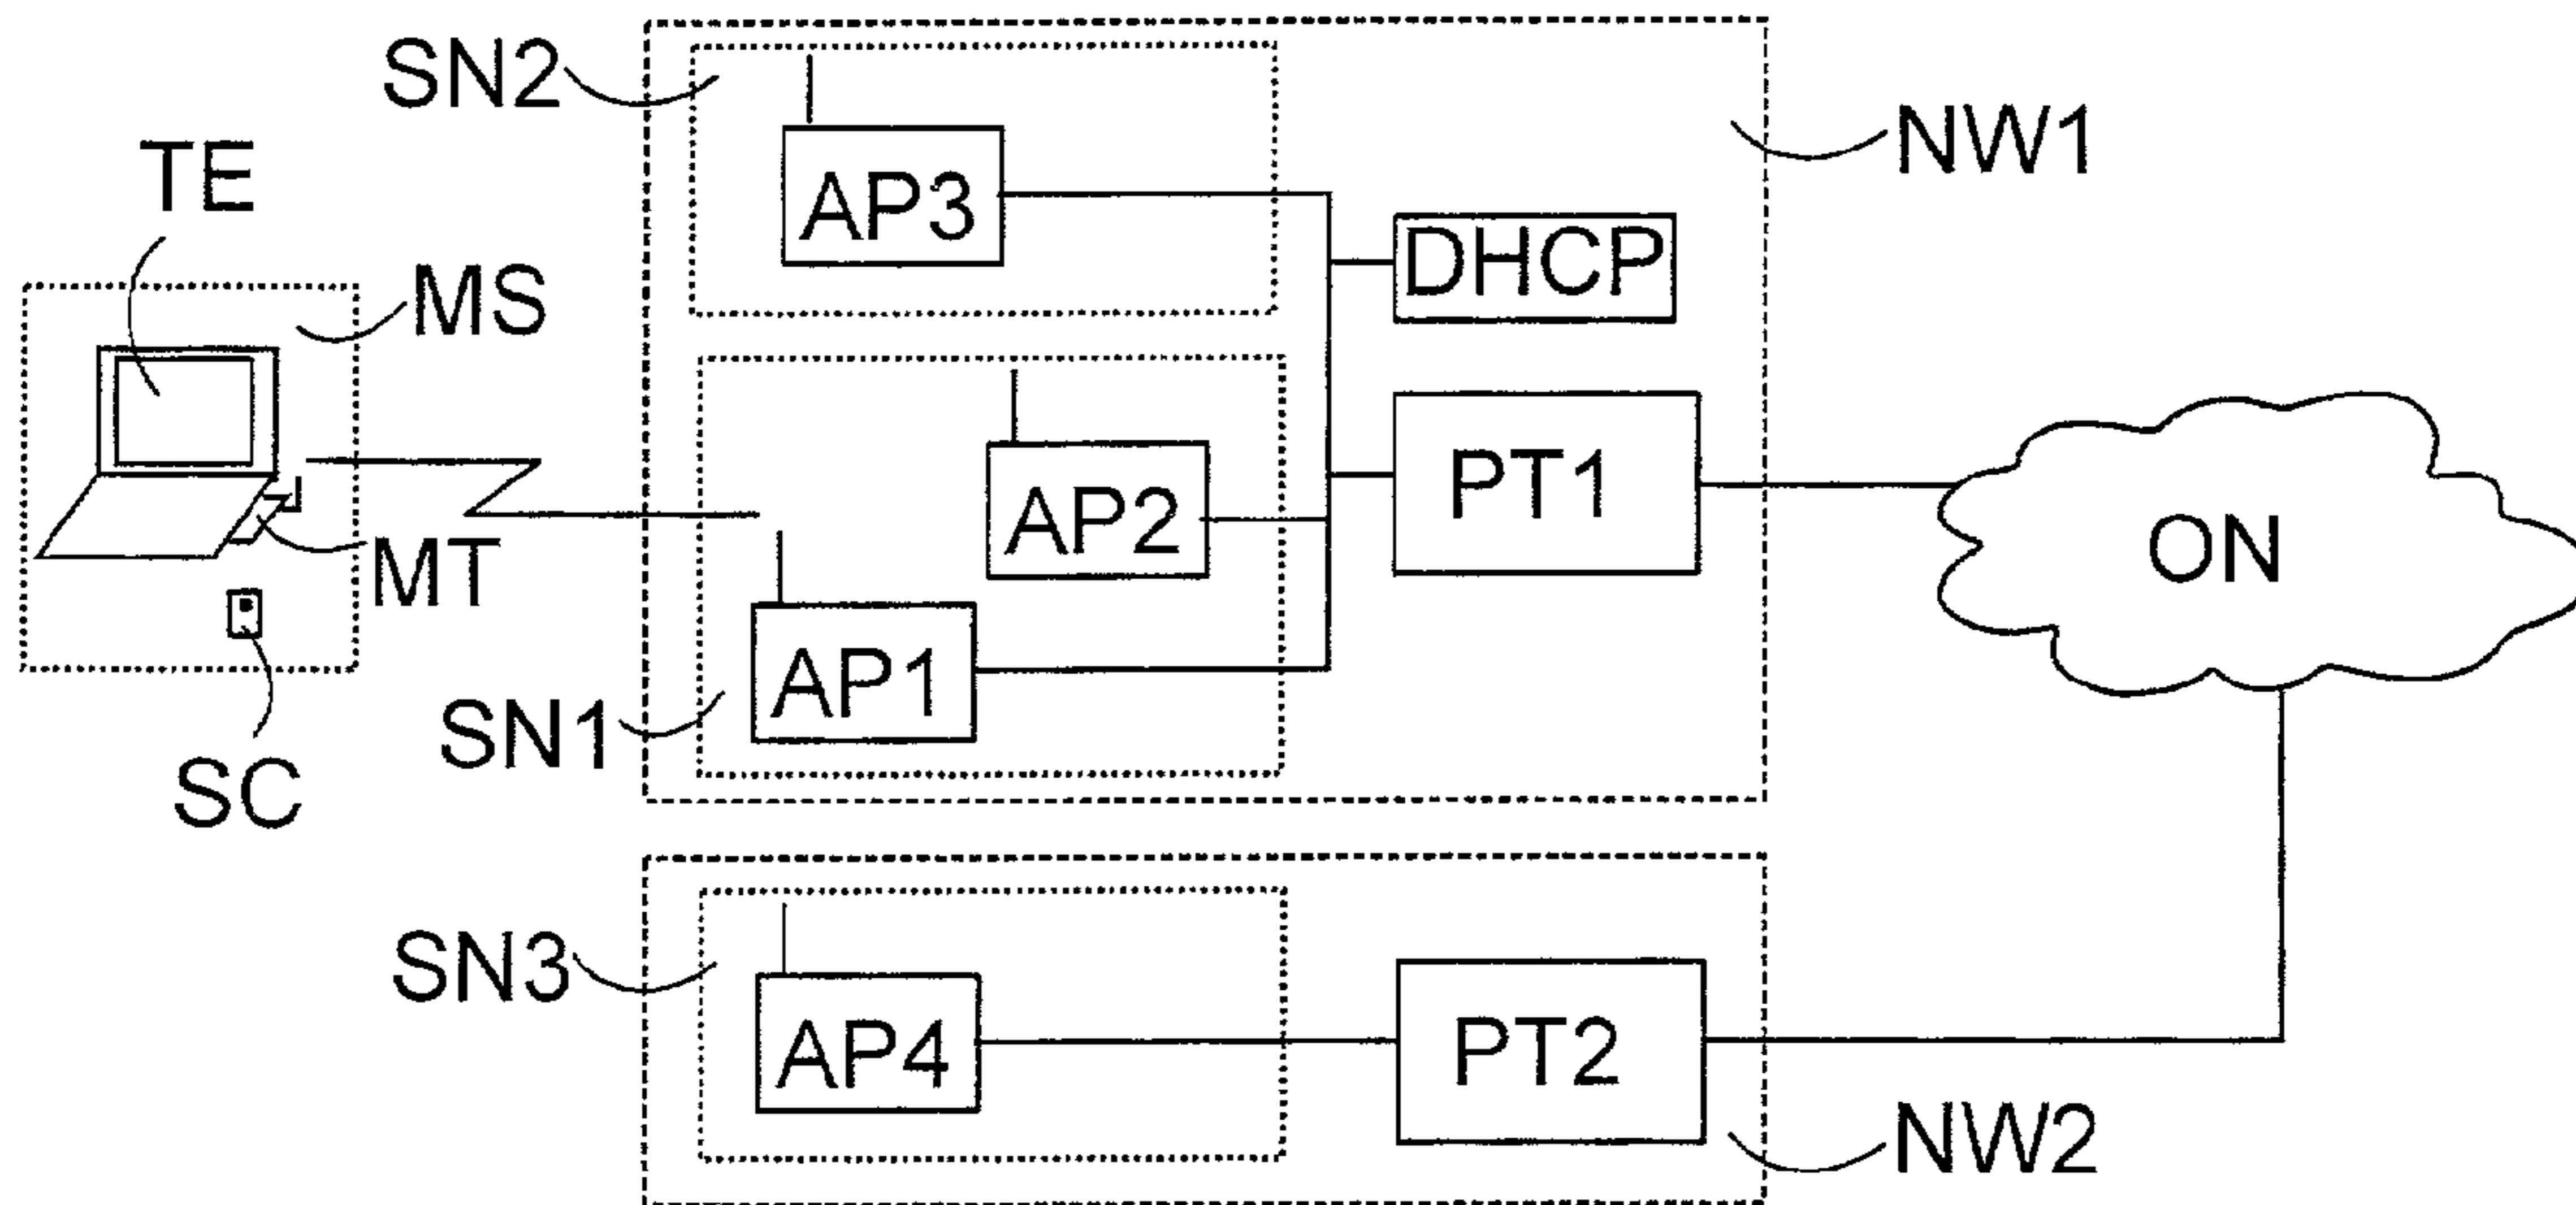 SN2
NW1
TE
AP3
DHCP
MS
PT1
AP2
ON
MT
AP1
SN1
SC
SN3
AP4
PT2
NW2